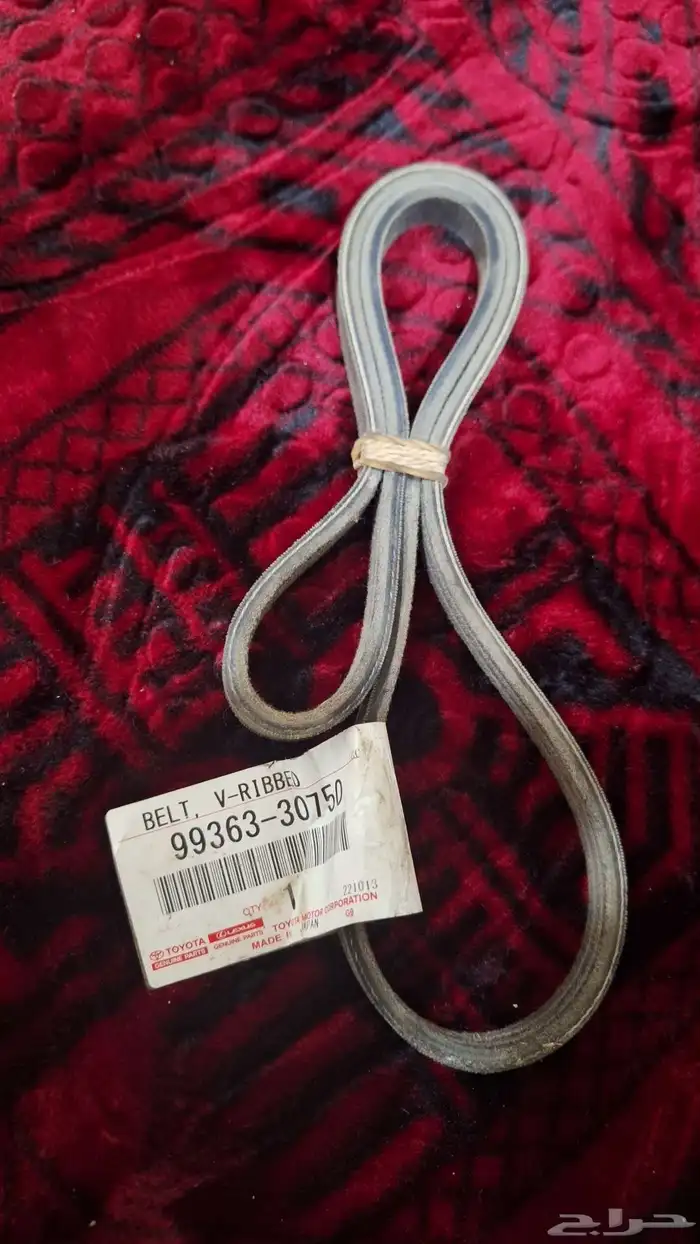 BELT, V-RIBBED
99363-30750
QTY 1
221013
TOYOTA LEXUS TOYOTA MOTOR CORPORATION
GENUINE PARTS GENUINE PARTS MADE IN JAPAN G9
حراج